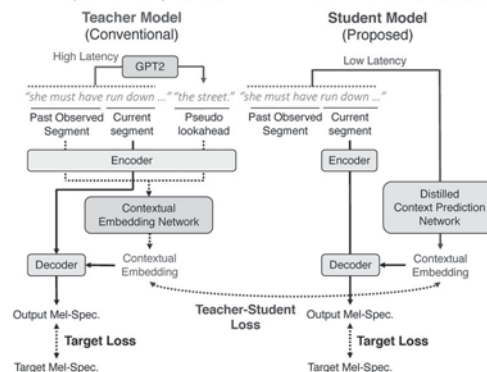 Teacher Model
(Conventional)
High Latency
GPT2
"she must have run down ..." "the street."
Past Observed Segment
Current segment
Pseudo lookahead
Encoder
Contextual
Embedding Network
Decoder
Contextual
Embedding
Output Mel-Spec.
Target Loss
Target Mel-Spec.
Teacher-Student
Loss
Student Model
(Proposed)
Low Latency
"she must have run down ..."
Past Observed Segment
Current segment
Encoder
Distilled
Context Prediction
Network
Decoder
Contextual
Embedding
Output Mel-Spec.
Target Loss
Target Mel-Spec.